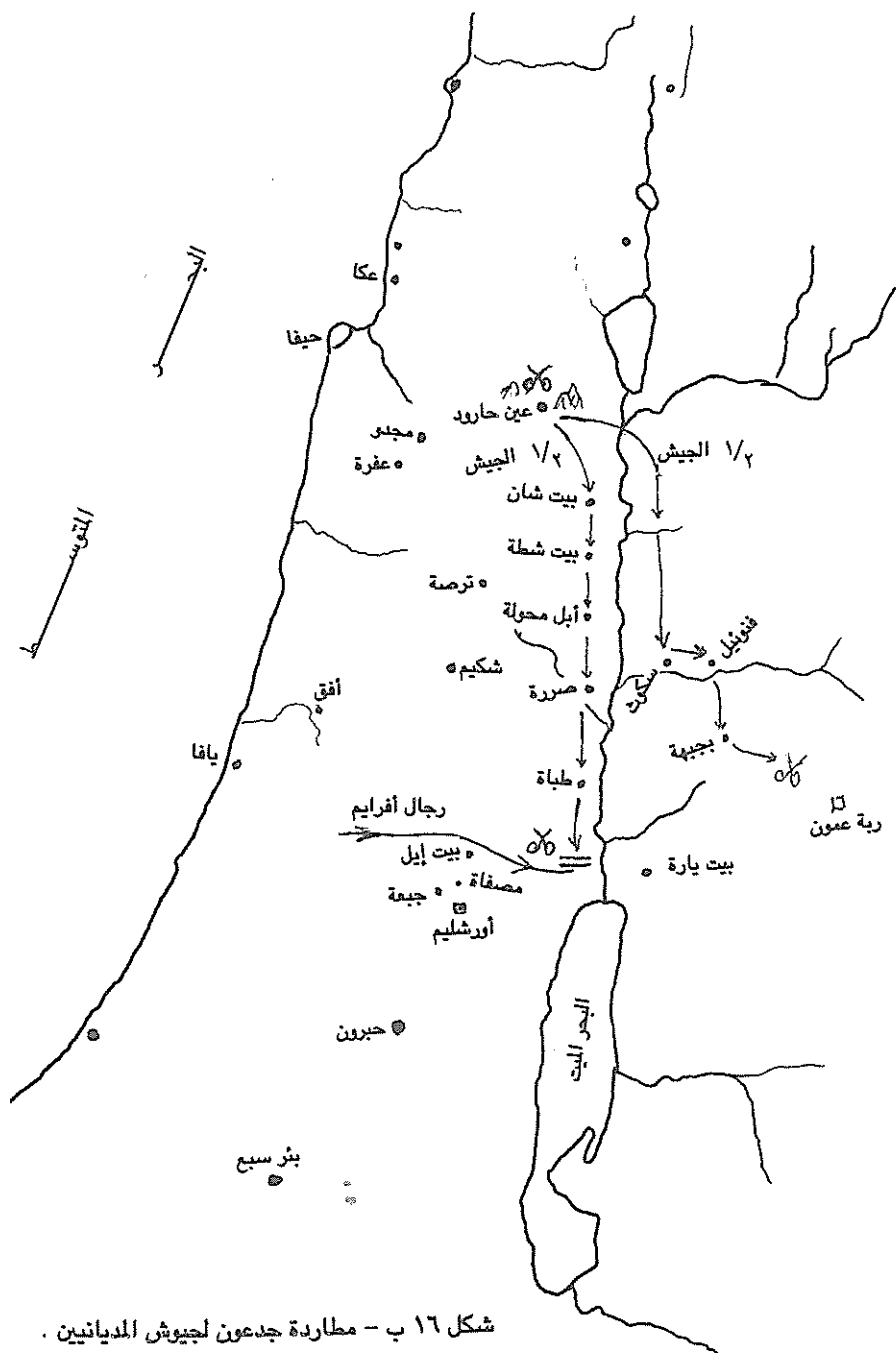 عكا
البحر
حيفا
عين حارود
مجدو
عفرة
١/٢ الجيش
١/٢ الجيش
بيت شان
المتوسط
بيت شطة
ترصة
أبل محولة
فنوئيل
شكيم
صررة
سكوث
أفق
يافا
يجبهة
طباة
رجال أفرايم
ربة عمون
بيت إيل
بيت يارة
مصفاة
جبعة
أورشليم
البحر الميت
حبرون
بئر سبع
شكل ١٦ ب – مطاردة جدعون لجيوش المديانيين .